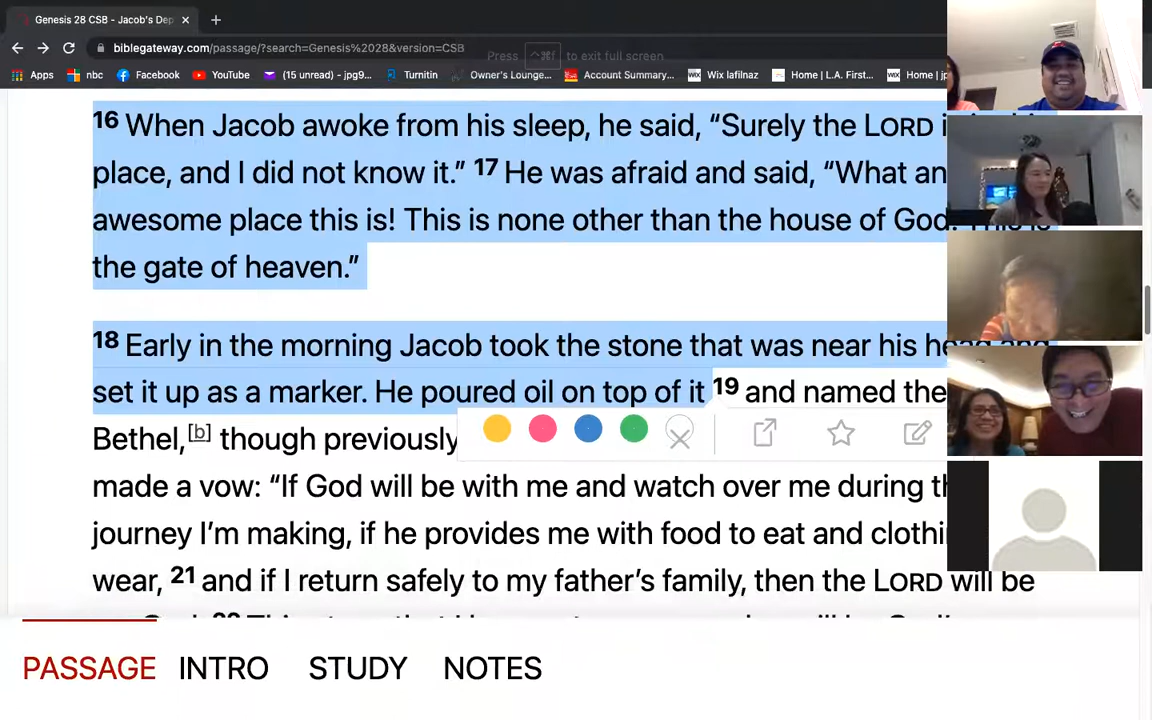 Genesis 28 CSB - Jacob's Dep
biblegateway.com/passage/?search=Genesis%2028&version=CSB
Press ^⌘f to exit full screen
Apps nbc Facebook YouTube (15 unread) - jpg9... Turnitin Owner's Lounge... Account Summary... Wix lafilnaz Home | L.A. First... Home |
16 When Jacob awoke from his sleep, he said, “Surely the LORD
place, and I did not know it.” 17 He was afraid and said, “What an
awesome place this is! This is none other than the house of God. This is
the gate of heaven.”
18 Early in the morning Jacob took the stone that was near his head and
set it up as a marker. He poured oil on top of it 19 and named the
Bethel,[b] though previously
made a vow: “If God will be with me and watch over me during
journey I’m making, if he provides me with food to eat and
wear, 21 and if I return safely to my father’s family, then the LORD will be
PASSAGE INTRO STUDY NOTES